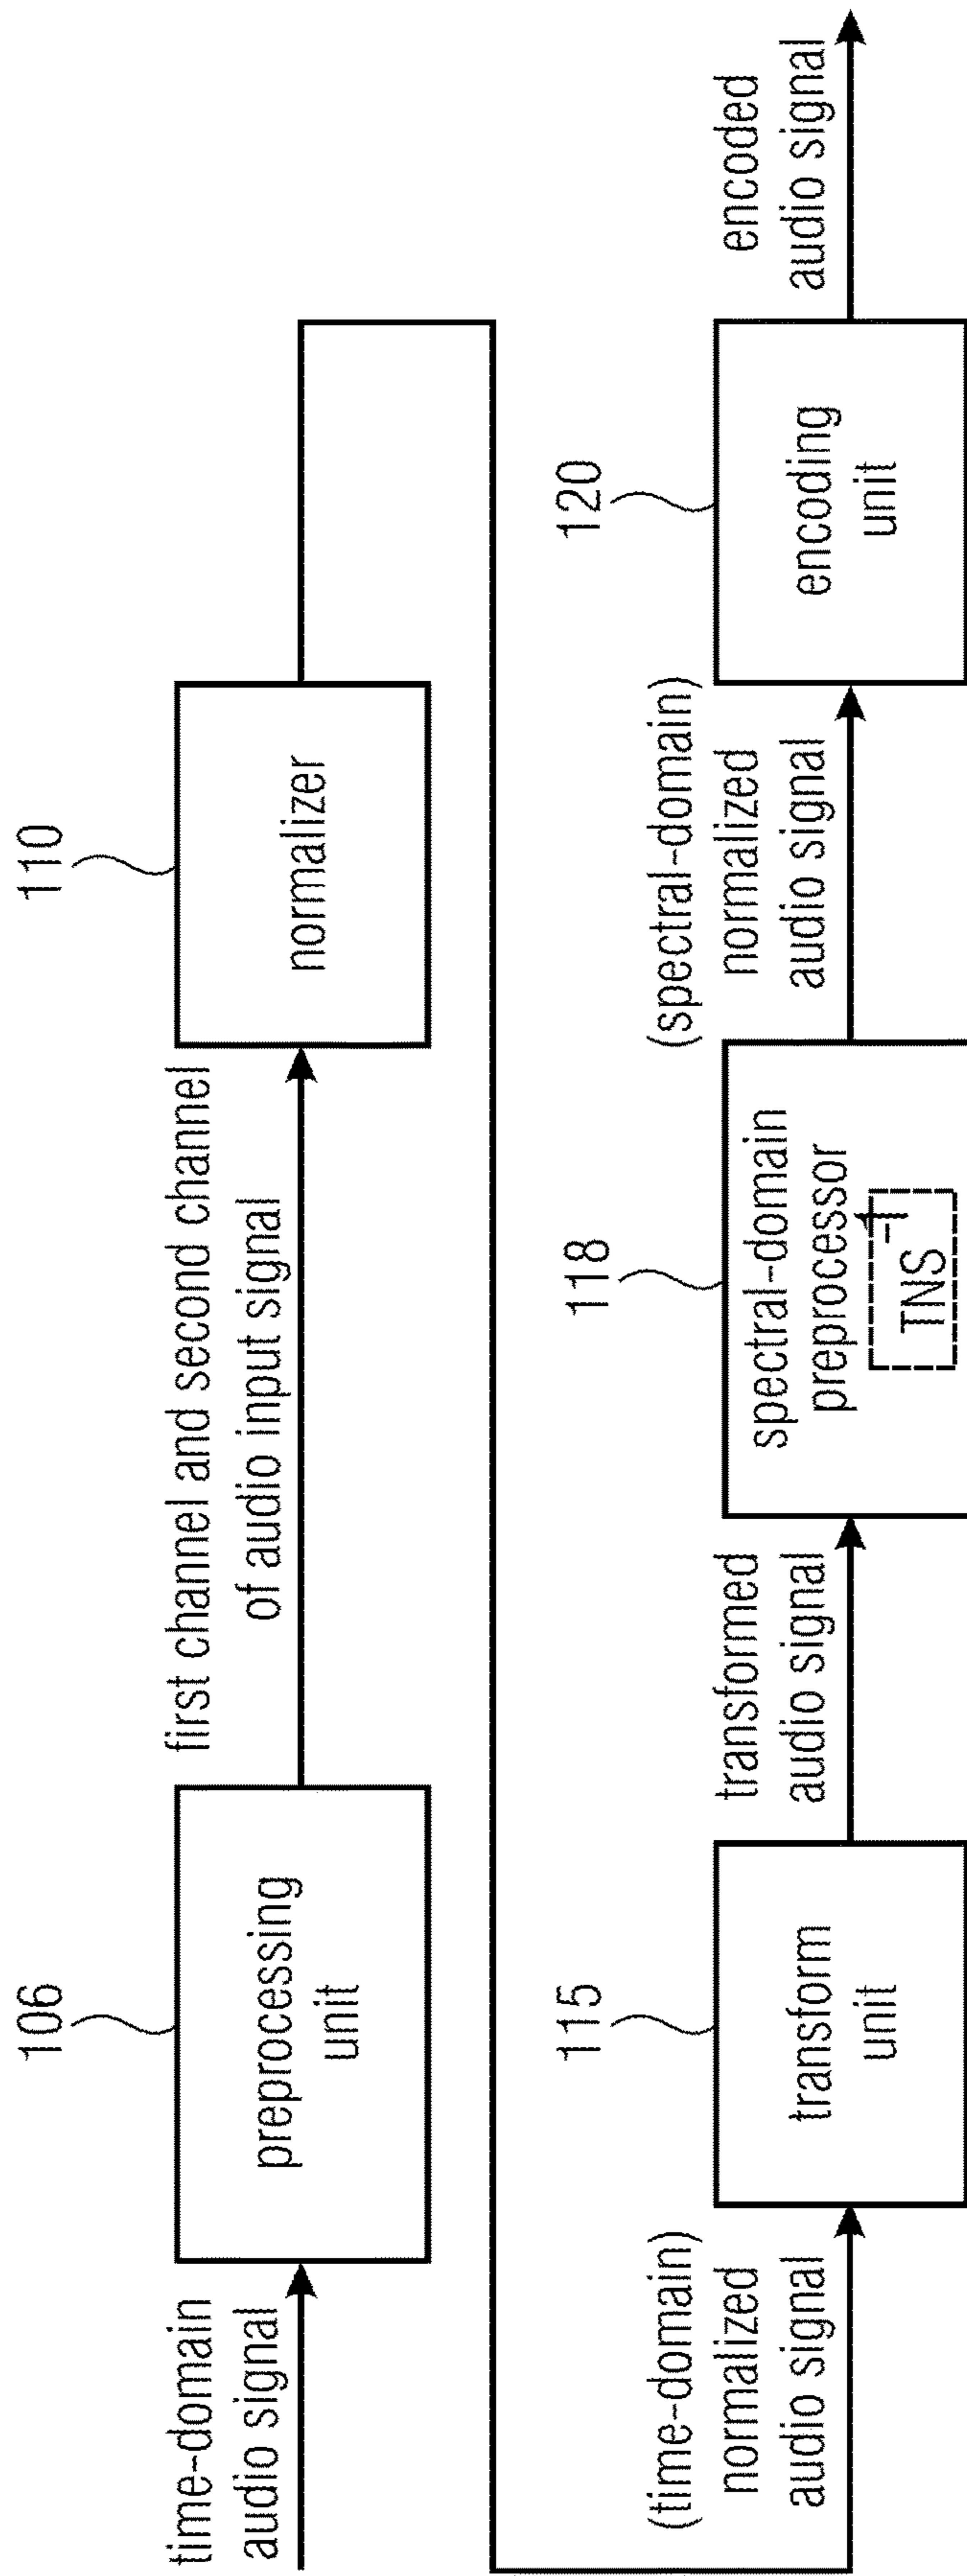 time-domain
audio signal
106
preprocessing
unit
first channel and second channel
of audio input signal
110
normalizer
(time-domain)
normalized
audio signal
115
transform
unit
transformed
audio signal
118
spectral-domain
preprocessor
TNS⁻¹
(spectral-domain)
normalized
audio signal
120
encoding
unit
encoded
audio signal